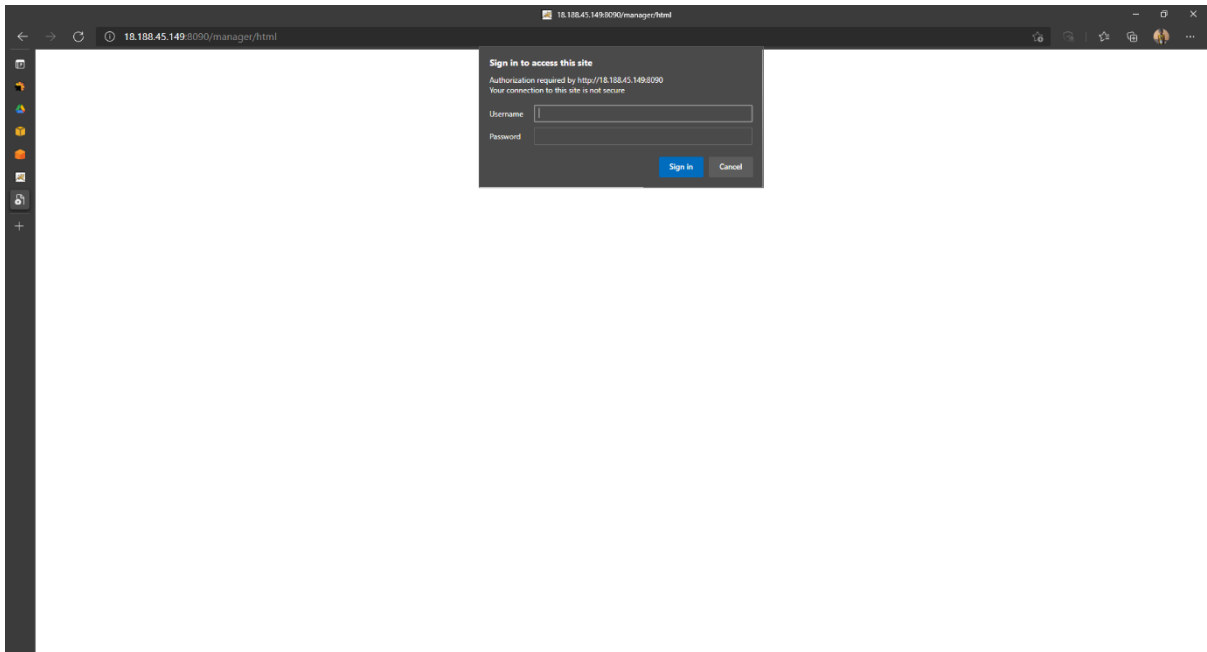 18.188.45.149:8090/manager/html
18.188.45.149:8090/manager/html
Sign in to access this site
Authorization required by http://18.188.45.149:8090
Your connection to this site is not secure
Username
Password
Sign in Cancel